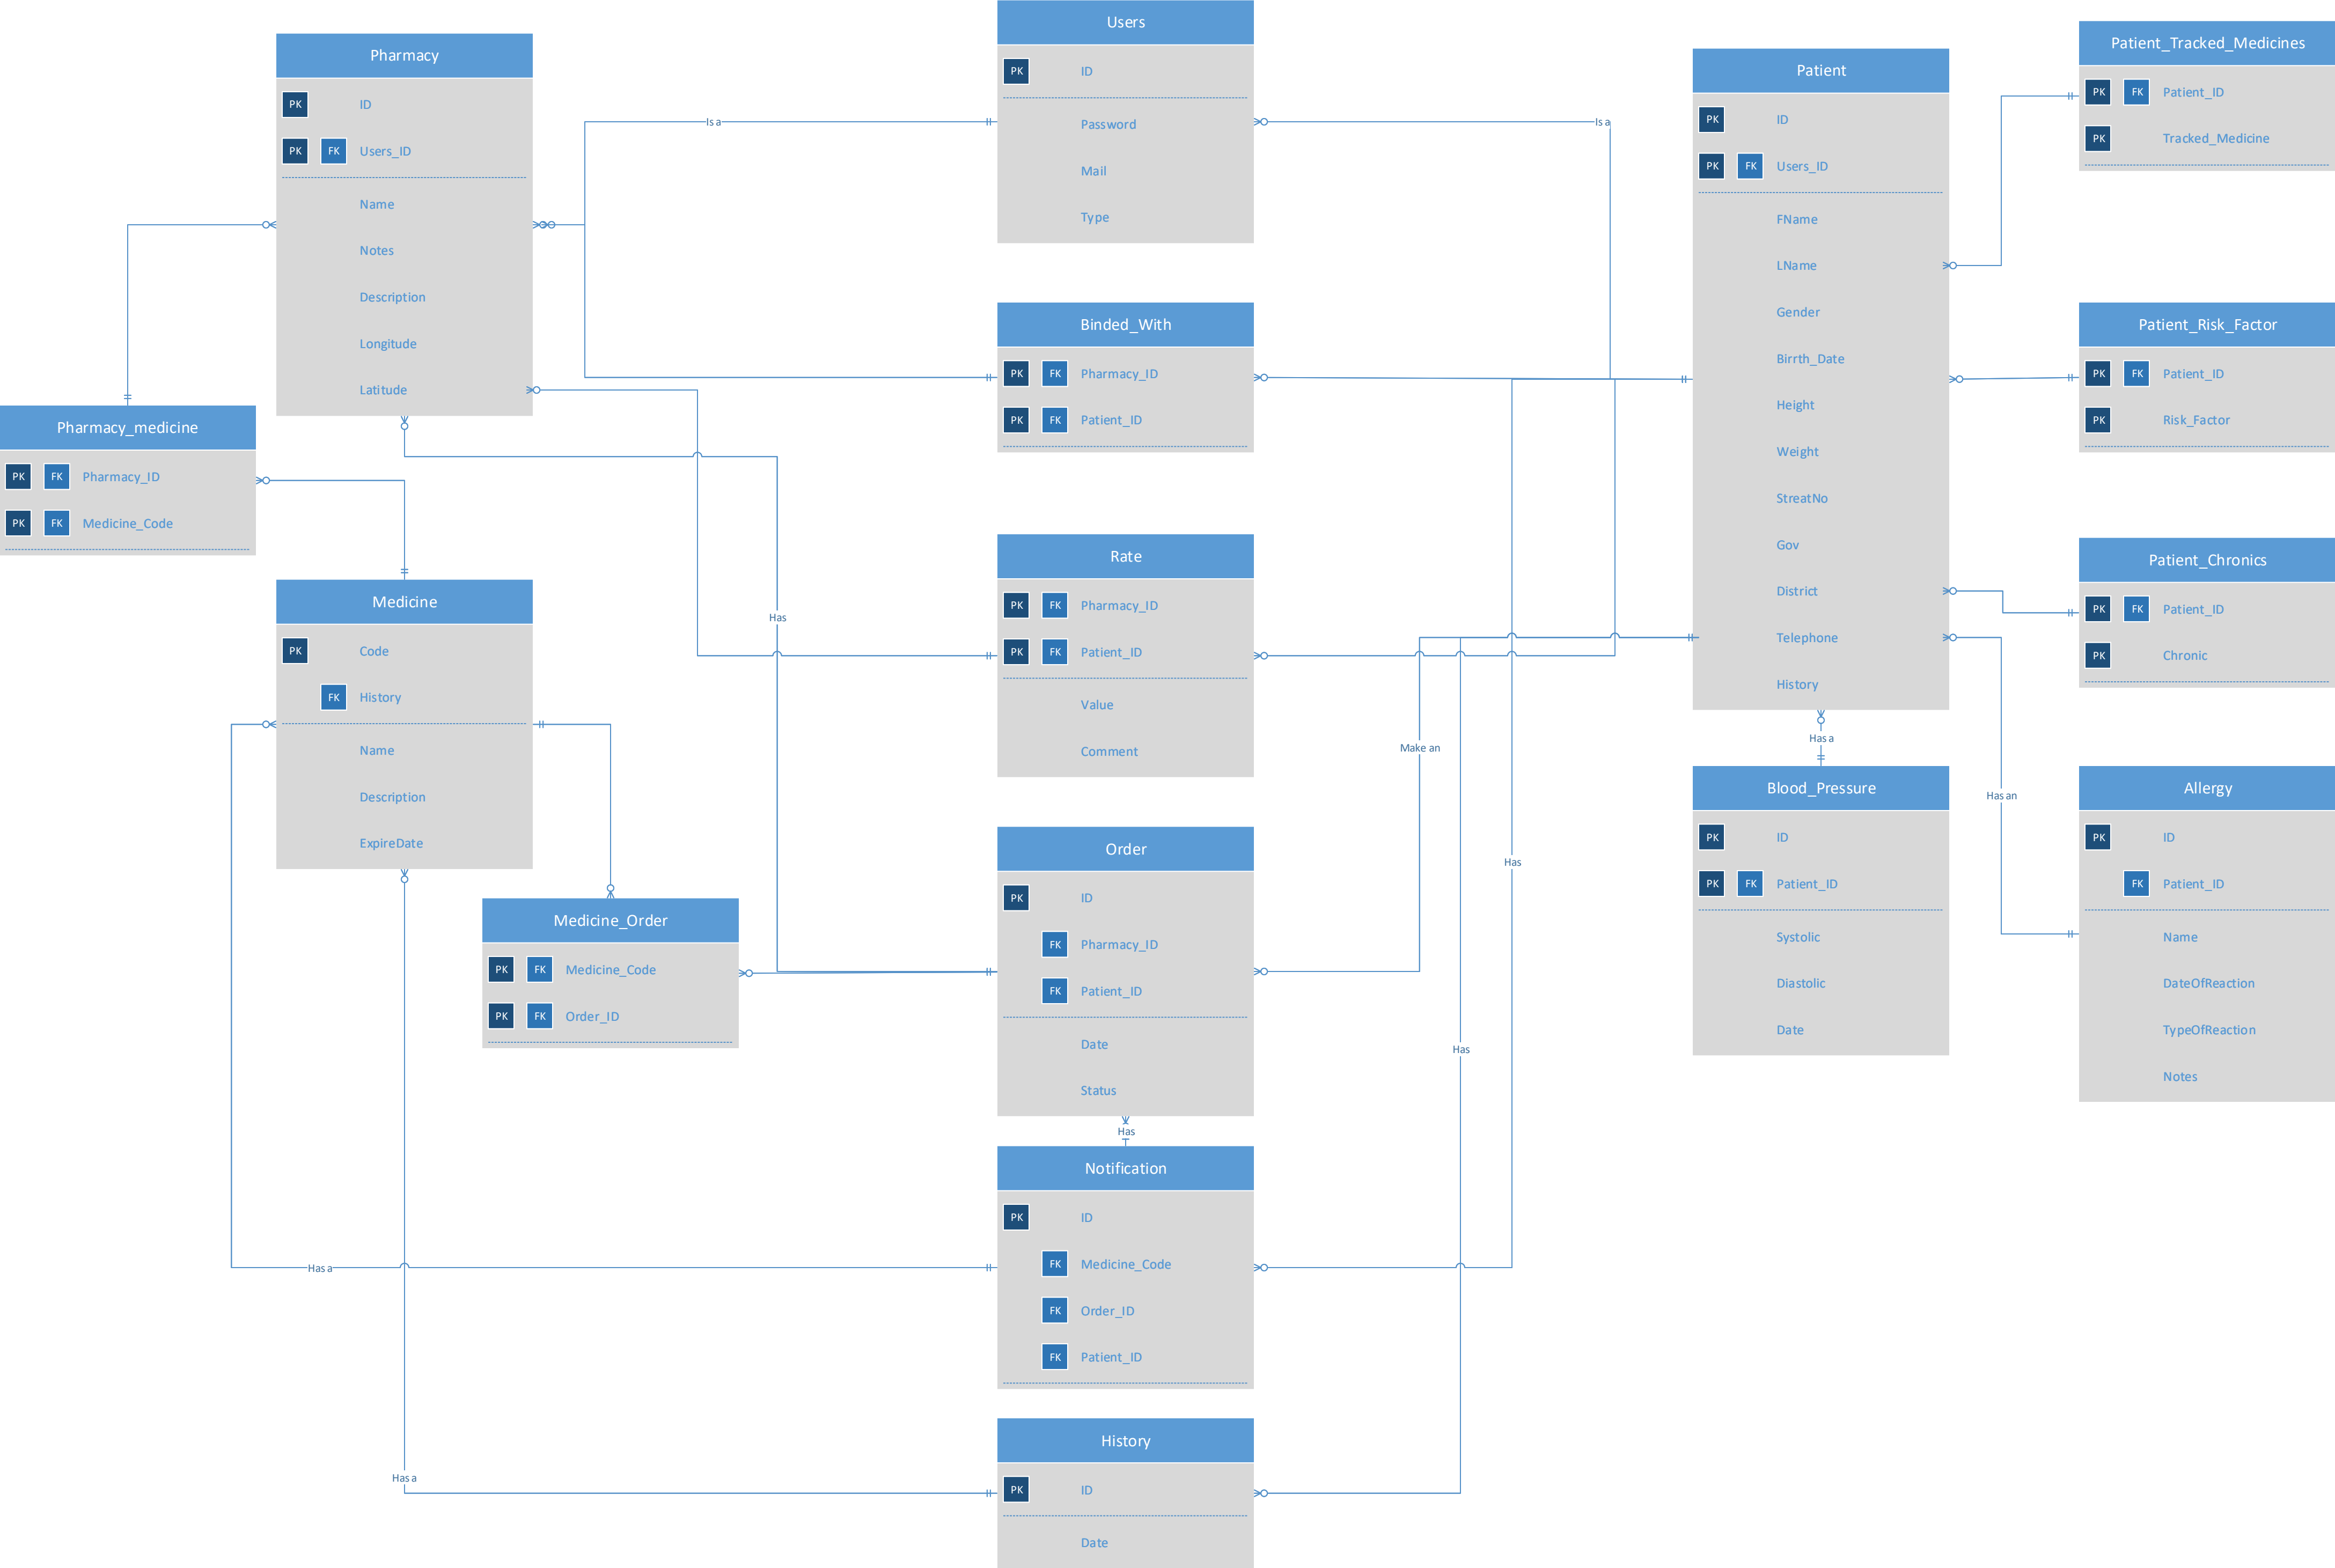 Pharmacy
PK ID
PK FK Users_ID
Name
Notes
Description
Longitude
Latitude
Pharmacy_medicine
PK FK Pharmacy_ID
PK FK Medicine_Code
Medicine
PK Code
FK History
Name
Description
ExpireDate
Medicine_Order
PK FK Medicine_Code
PK FK Order_ID
Users
PK ID
Password
Mail
Type
Is a
Is a
Binded_With
PK FK Pharmacy_ID
PK FK Patient_ID
Rate
PK FK Pharmacy_ID
PK FK Patient_ID
Value
Comment
Has
Make an
Order
PK ID
FK Pharmacy_ID
FK Patient_ID
Date
Status
Has
Has
Has
Notification
PK ID
FK Medicine_Code
FK Order_ID
FK Patient_ID
Has a
History
PK ID
Date
Has a
Patient
PK ID
PK FK Users_ID
FName
LName
Gender
Birrth_Date
Height
Weight
StreatNo
Gov
District
Telephone
History
Has a
Blood_Pressure
PK ID
PK FK Patient_ID
Systolic
Diastolic
Date
Patient_Tracked_Medicines
PK FK Patient_ID
PK Tracked_Medicine
Patient_Risk_Factor
PK FK Patient_ID
PK Risk_Factor
Patient_Chronics
PK FK Patient_ID
PK Chronic
Has an
Allergy
PK ID
FK Patient_ID
Name
DateOfReaction
TypeOfReaction
Notes